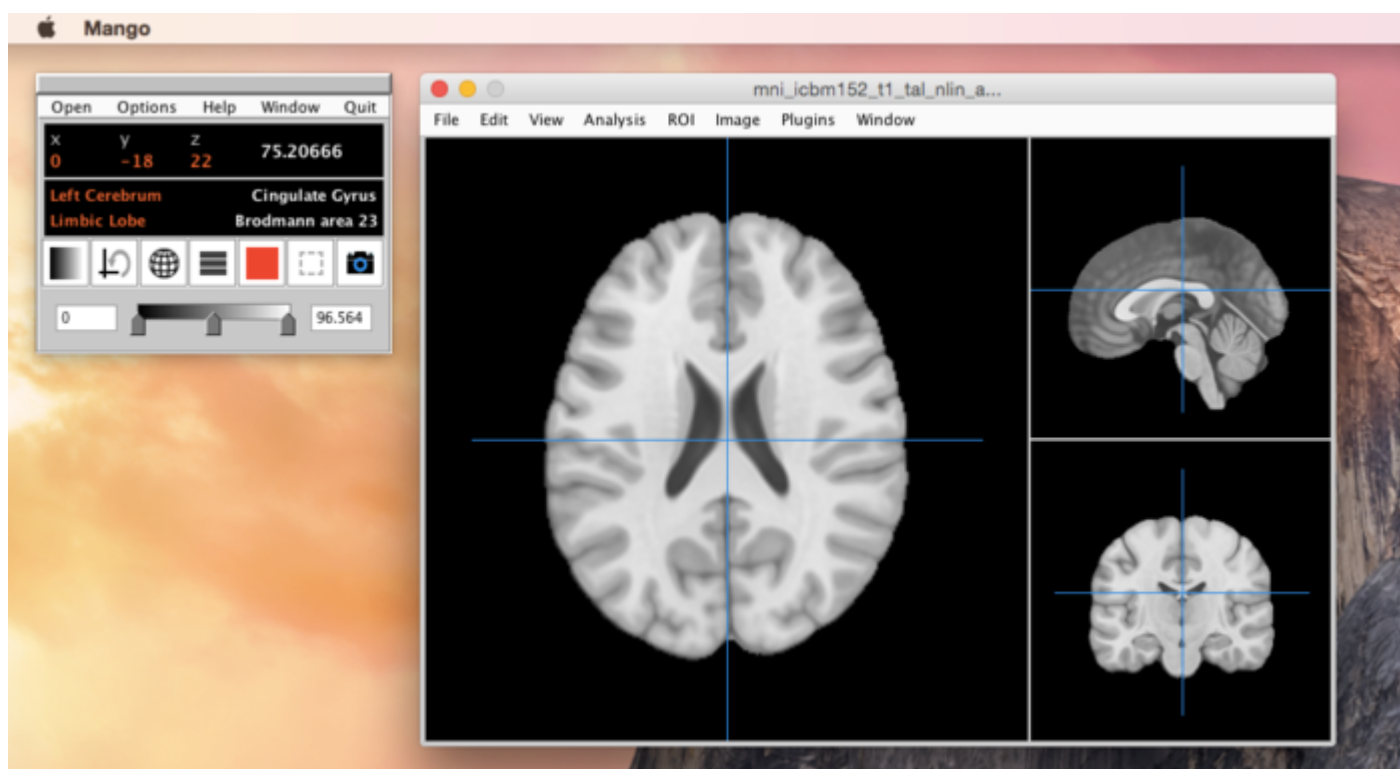 Mango
Open Options Help Window Quit
x y z
0 -18 22 75.20666
Left Cerebrum Cingulate Gyrus
Limbic Lobe Brodmann area 23
0 96.564
mni_icbm152_t1_tal_nlin_a...
File Edit View Analysis ROI Image Plugins Window